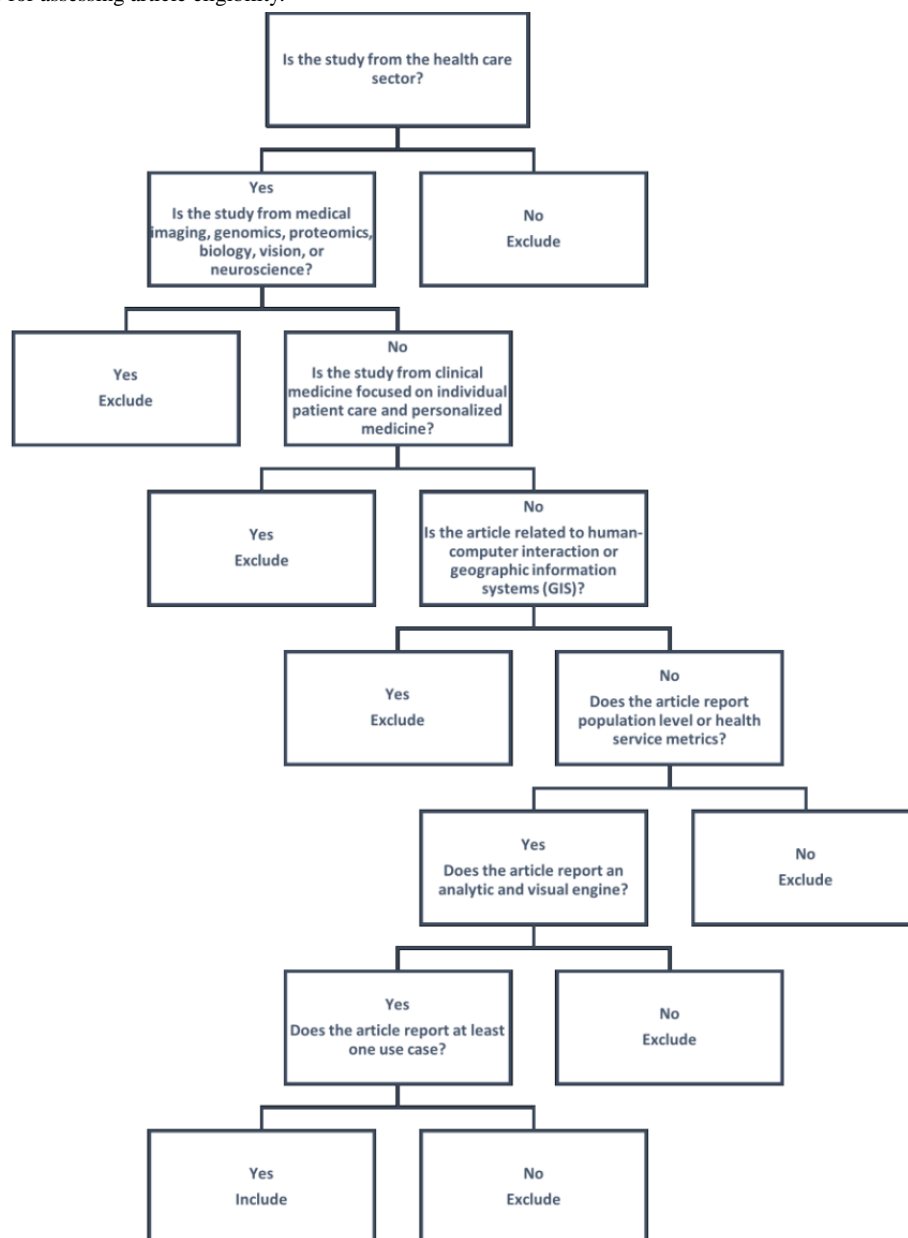 for assessing article eligibility.
Is the study from the health care
sector?
Yes
Is the study from medical
imaging, genomics, proteomics,
biology, vision, or
neuroscience?
No
Exclude
Yes
Exclude
No
Is the study from clinical
medicine focused on individual
patient care and personalized
medicine?
Yes
Exclude
No
Is the article related to human-
computer interaction or
geographic information
systems (GIS)?
Yes
Exclude
No
Does the article report
population level or health
service metrics?
Yes
Does the article report an
analytic and visual engine?
No
Exclude
Yes
Does the article report at least
one use case?
No
Exclude
Yes
Include
No
Exclude